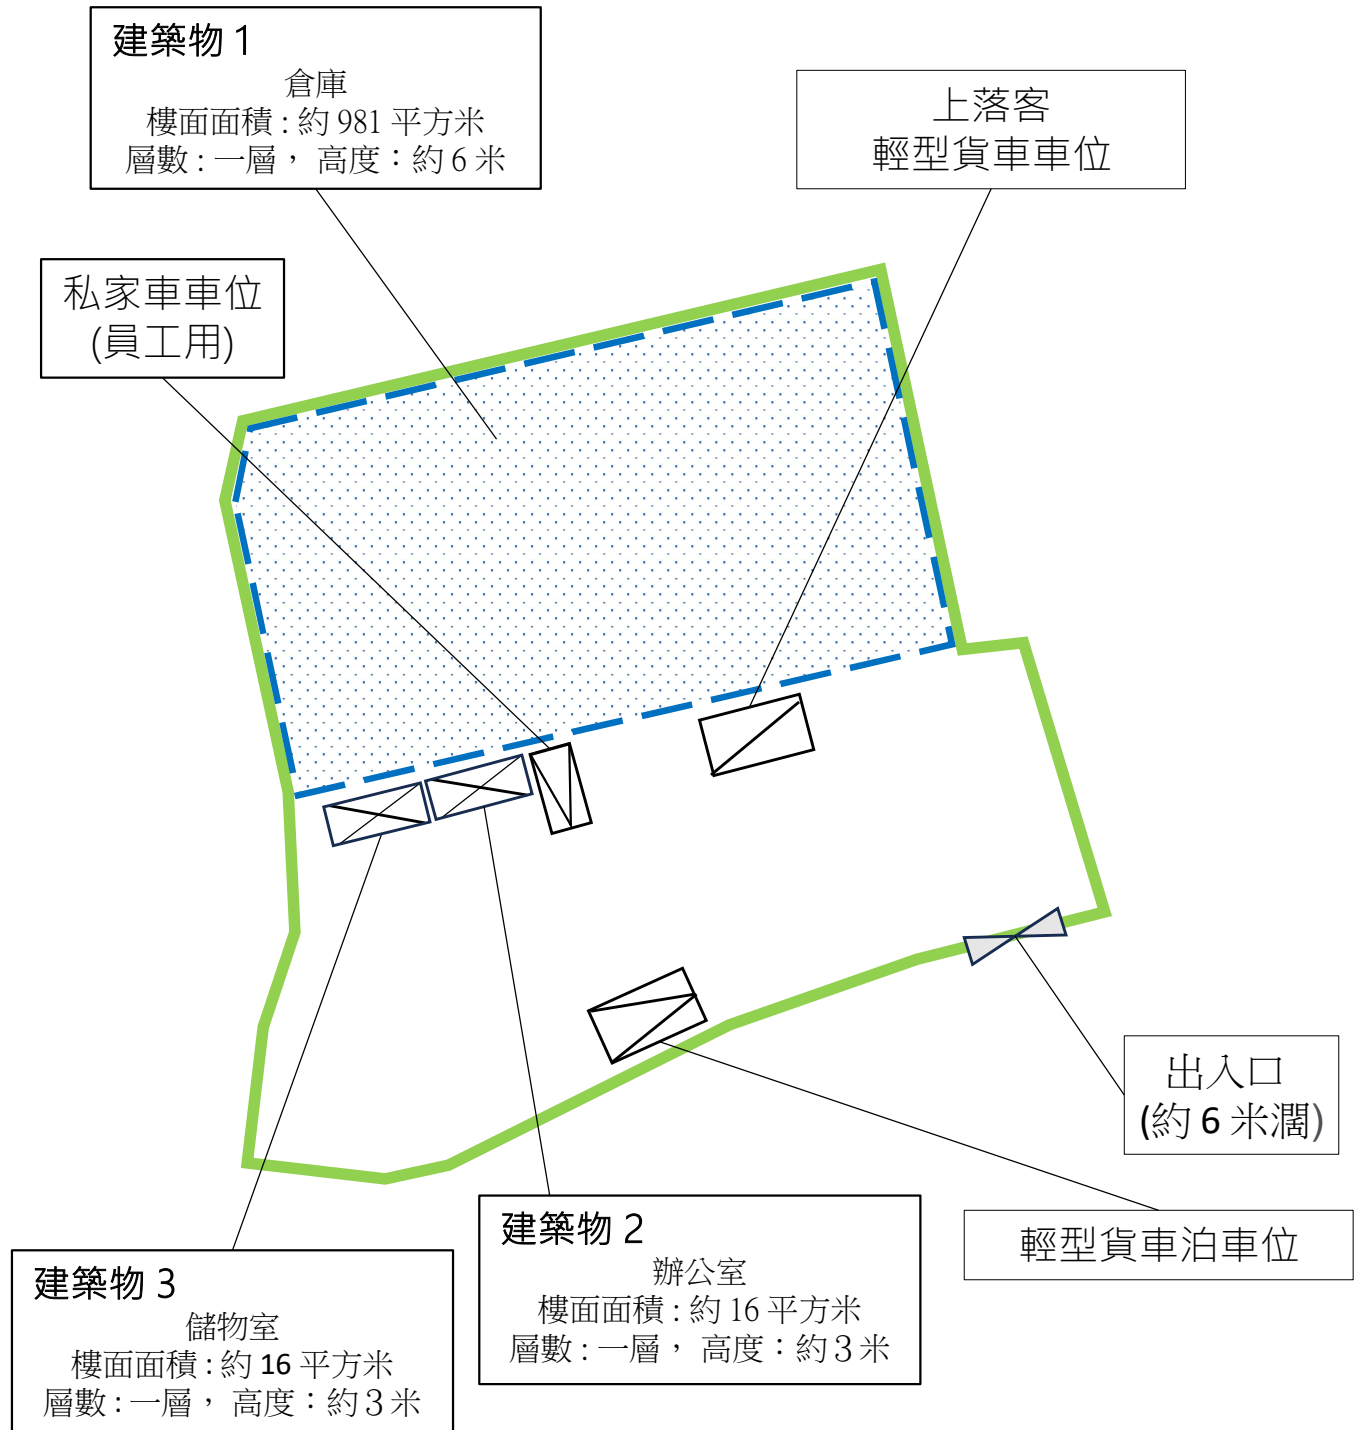 建築物 1
倉庫
樓面面積 : 約 981 平方米
層數 : 一層， 高度：約 6 米
上落客
輕型貨車車位
私家車車位
(員工用)
出入口
(約 6 米濶)
輕型貨車泊車位
建築物 2
辦公室
樓面面積 : 約 16 平方米
層數 : 一層， 高度：約 3 米
建築物 3
儲物室
樓面面積 : 約 16 平方米
層數 : 一層， 高度：約 3 米